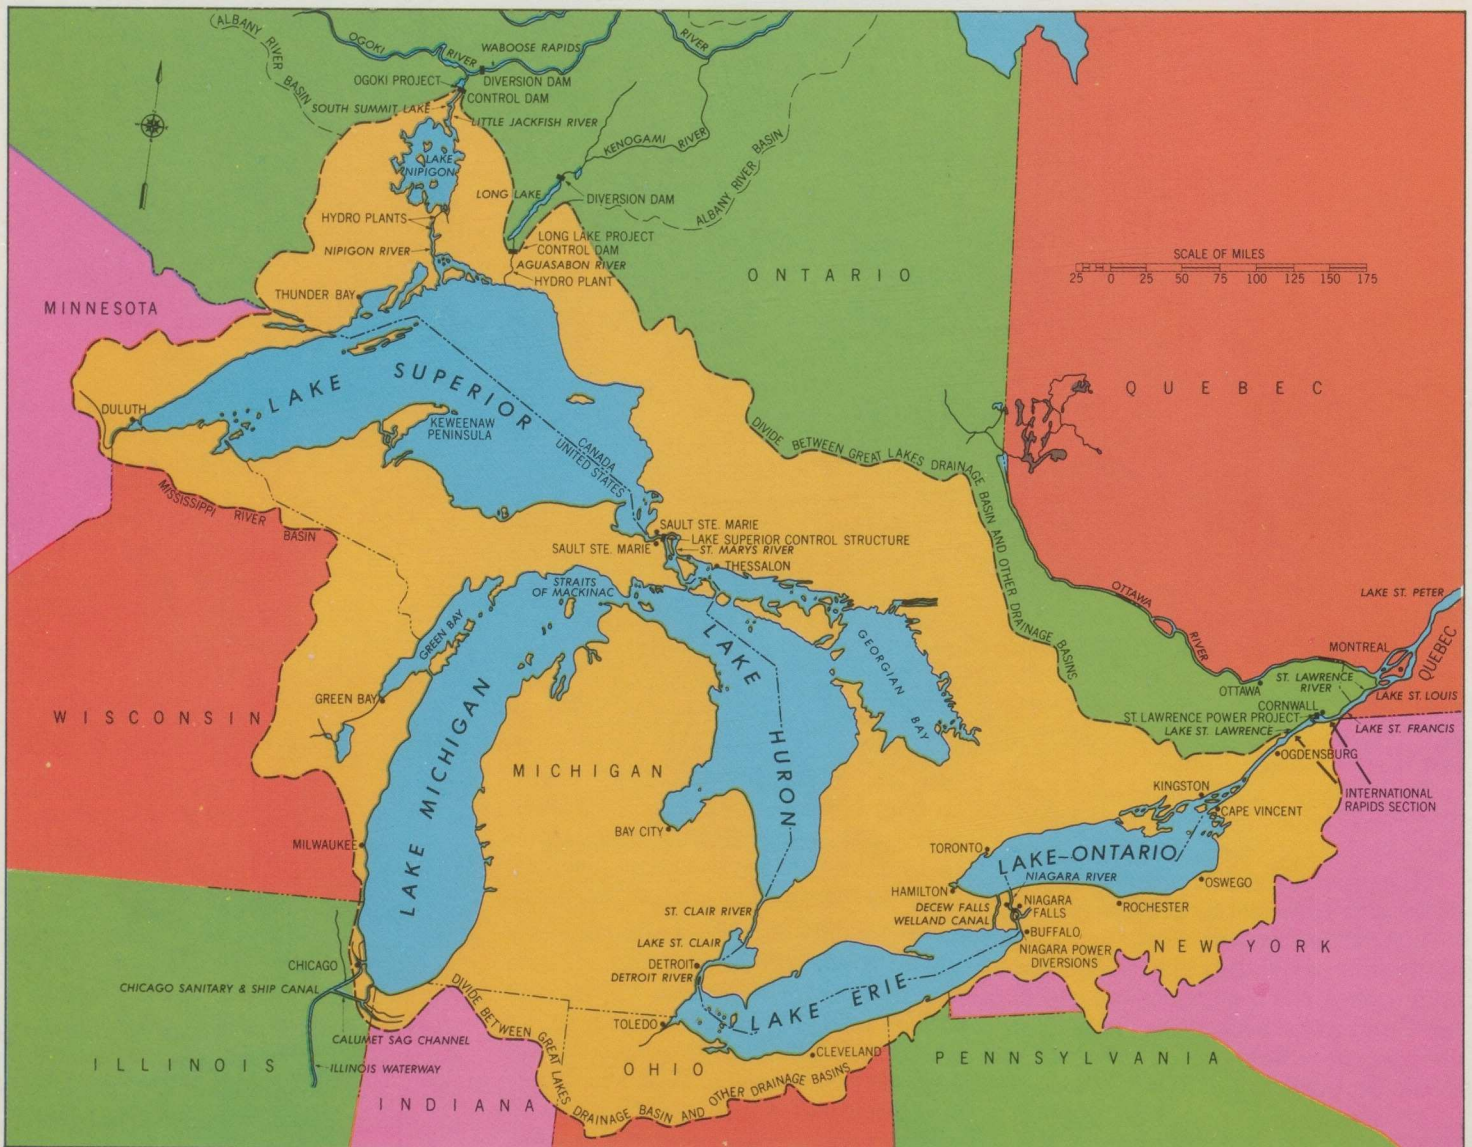 ALBANY RIVER BASIN
OGOKI RIVER
WABOOSE RAPIDS
RIVER
OGOKI PROJECT
DIVERSION DAM
CONTROL DAM
SOUTH SUMMIT LAKE
LITTLE JACKFISH RIVER
KENOGAMI RIVER
LAKE
NIPIGON
LONG LAKE
DIVERSION DAM
ALBANY RIVER BASIN
HYDRO PLANTS
NIPIGON RIVER
LONG LAKE PROJECT
CONTROL DAM
AGUASABON RIVER
HYDRO PLANT
ONTARIO
SCALE OF MILES
25 0 25 50 75 100 125 150 175
THUNDER BAY
MINNESOTA
LAKE SUPERIOR
QUEBEC
DULUTH
KEWEENAW
PENINSULA
CANADA
UNITED STATES
DIVIDE BETWEEN GREAT LAKES DRAINAGE BASIN AND OTHER DRAINAGE BASINS
MISSISSIPPI RIVER BASIN
SAULT STE. MARIE
LAKE SUPERIOR CONTROL STRUCTURE
SAULT STE. MARIE
ST. MARYS RIVER
THESSALON
STRAITS
OF MACKINAC
GREEN BAY
LAKE HURON
GEORGIAN BAY
OTTAWA RIVER
LAKE ST. PETER
MONTREAL
QUEBEC
ST. LAWRENCE
RIVER
OTTAWA
LAKE ST. LOUIS
CORNWALL
ST. LAWRENCE POWER PROJECT
LAKE ST. LAWRENCE
LAKE ST. FRANCIS
OGDENSBURG
GREEN BAY
WISCONSIN
LAKE MICHIGAN
MICHIGAN
KINGSTON
INTERNATIONAL
RAPIDS SECTION
CAPE VINCENT
BAY CITY
MILWAUKEE
TORONTO
LAKE-ONTARIO
NIAGARA RIVER
OSWEGO
HAMILTON
DECEW FALLS
WELLAND CANAL
NIAGARA
FALLS
ROCHESTER
ST. CLAIR RIVER
BUFFALO
NIAGARA POWER
DIVERSIONS
NEW YORK
LAKE ST. CLAIR
DETROIT
DETROIT RIVER
CHICAGO
CHICAGO SANITARY & SHIP CANAL
LAKE ERIE
TOLEDO
CALUMET SAG CHANNEL
CLEVELAND
PENNSYLVANIA
ILLINOIS
ILLINOIS WATERWAY
OHIO
INDIANA
DIVIDE BETWEEN GREAT LAKES DRAINAGE BASIN AND OTHER DRAINAGE BASINS